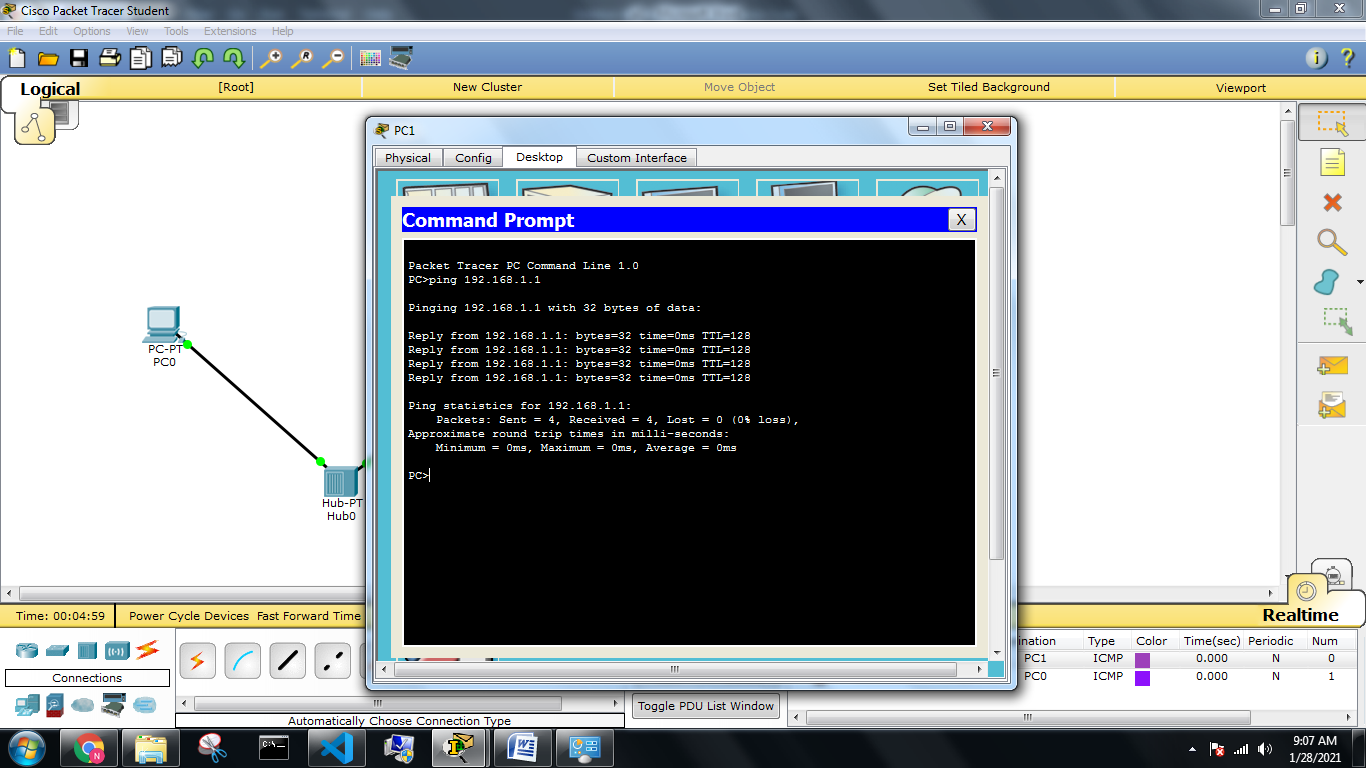 Cisco Packet Tracer Student
File Edit Options View Tools Extensions Help
Logical
[Root]
New Cluster
Move Object
Set Tiled Background
Viewport
PC1
Physical Config Desktop Custom Interface
Command Prompt
X
Packet Tracer PC Command Line 1.0
PC>ping 192.168.1.1
Pinging 192.168.1.1 with 32 bytes of data:
Reply from 192.168.1.1: bytes=32 time=0ms TTL=128
Reply from 192.168.1.1: bytes=32 time=0ms TTL=128
Reply from 192.168.1.1: bytes=32 time=0ms TTL=128
Reply from 192.168.1.1: bytes=32 time=0ms TTL=128
Ping statistics for 192.168.1.1:
Packets: Sent = 4, Received = 4, Lost = 0 (0% loss),
Approximate round trip times in milli-seconds:
Minimum = 0ms, Maximum = 0ms, Average = 0ms
PC>
PC-PT
PC0
Hub-PT
Hub0
Time: 00:04:59
Power Cycle Devices Fast Forward Time
Realtime
Connections
Automatically Choose Connection Type
Toggle PDU List Window
ination Type Color Time(sec) Periodic Num
PC1 ICMP 0.000 N 0
PC0 ICMP 0.000 N 1
9:07 AM
1/28/2021